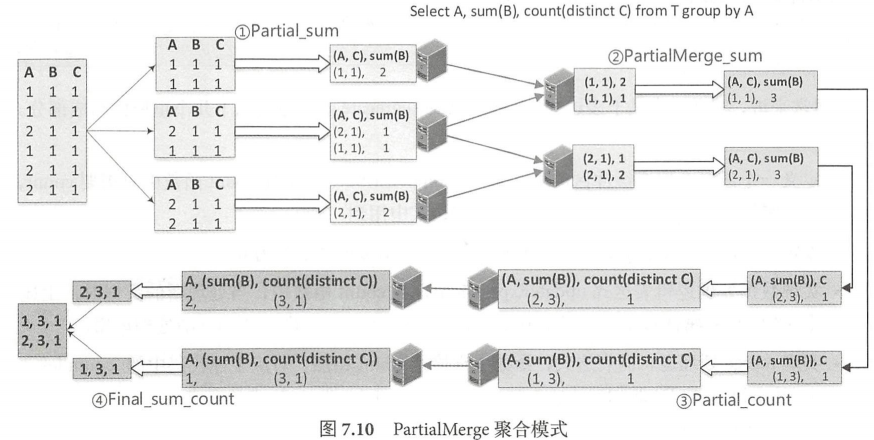 Select A, sum(B), count(distinct C) from T group by A
①Partial_sum
A B C
1 1 1
1 1 1
2 1 1
1 1 1
2 1 1
2 1 1
A B C
1 1 1
1 1 1
(A, C), sum(B)
(1, 1), 2
A B C
2 1 1
1 1 1
(A, C), sum(B)
(2, 1), 1
(1, 1), 1
A B C
2 1 1
2 1 1
(A, C), sum(B)
(2, 1), 2
②PartialMerge_sum
(1, 1), 2
(1, 1), 1
(A, C), sum(B)
(1, 1), 3
(2, 1), 1
(2, 1), 2
(A, C), sum(B)
(2, 1), 3
(A, sum(B)), C
(2, 3), 1
(A, sum(B)), count(distinct C)
(2, 3), 1
A, (sum(B), count(distinct C))
2, (3, 1)
2, 3, 1
(A, sum(B)), C
(1, 3), 1
(A, sum(B)), count(distinct C)
(1, 3), 1
A, (sum(B), count(distinct C))
1, (3, 1)
1, 3, 1
1, 3, 1
2, 3, 1
③Partial_count
④Final_sum_count
图 7.10 PartialMerge 聚合模式